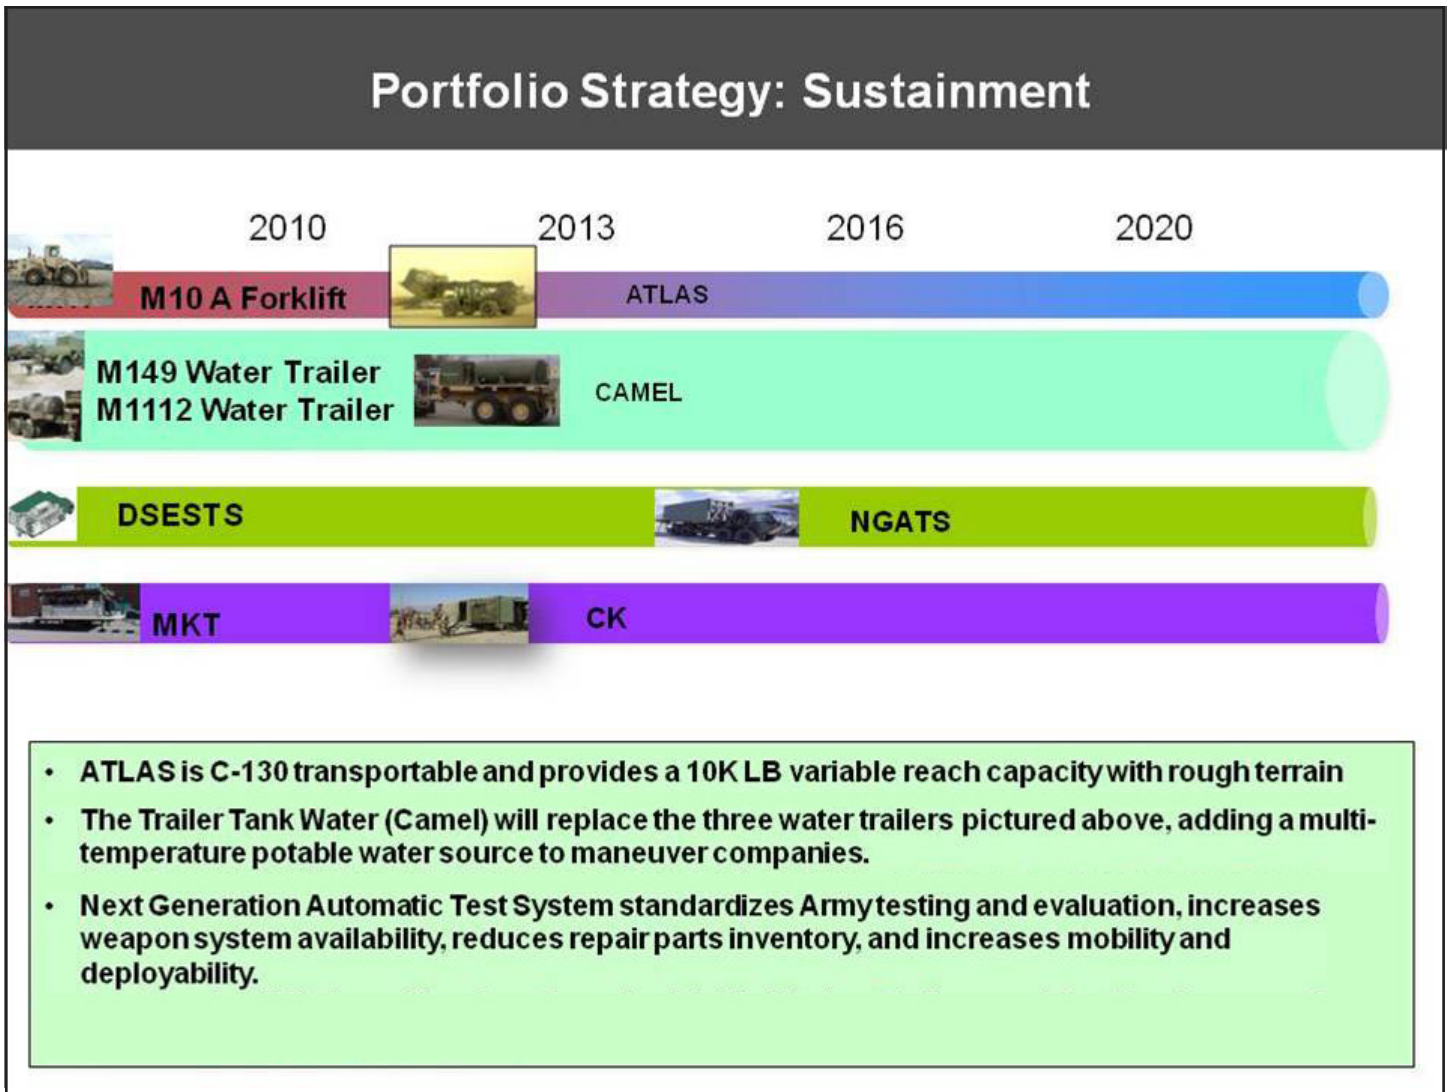 Portfolio Strategy: Sustainment
2010 2013 2016 2020
M10 A Forklift ATLAS
M149 Water Trailer
M1112 Water Trailer
CAMEL
DSESTS NGATS
MKT CK
• ATLAS is C-130 transportable and provides a 10K LB variable reach capacity with rough terrain
• The Trailer Tank Water (Camel) will replace the three water trailers pictured above, adding a multi-
temperature potable water source to maneuver companies.
• Next Generation Automatic Test System standardizes Army testing and evaluation, increases
weapon system availability, reduces repair parts inventory, and increases mobility and
deployability.